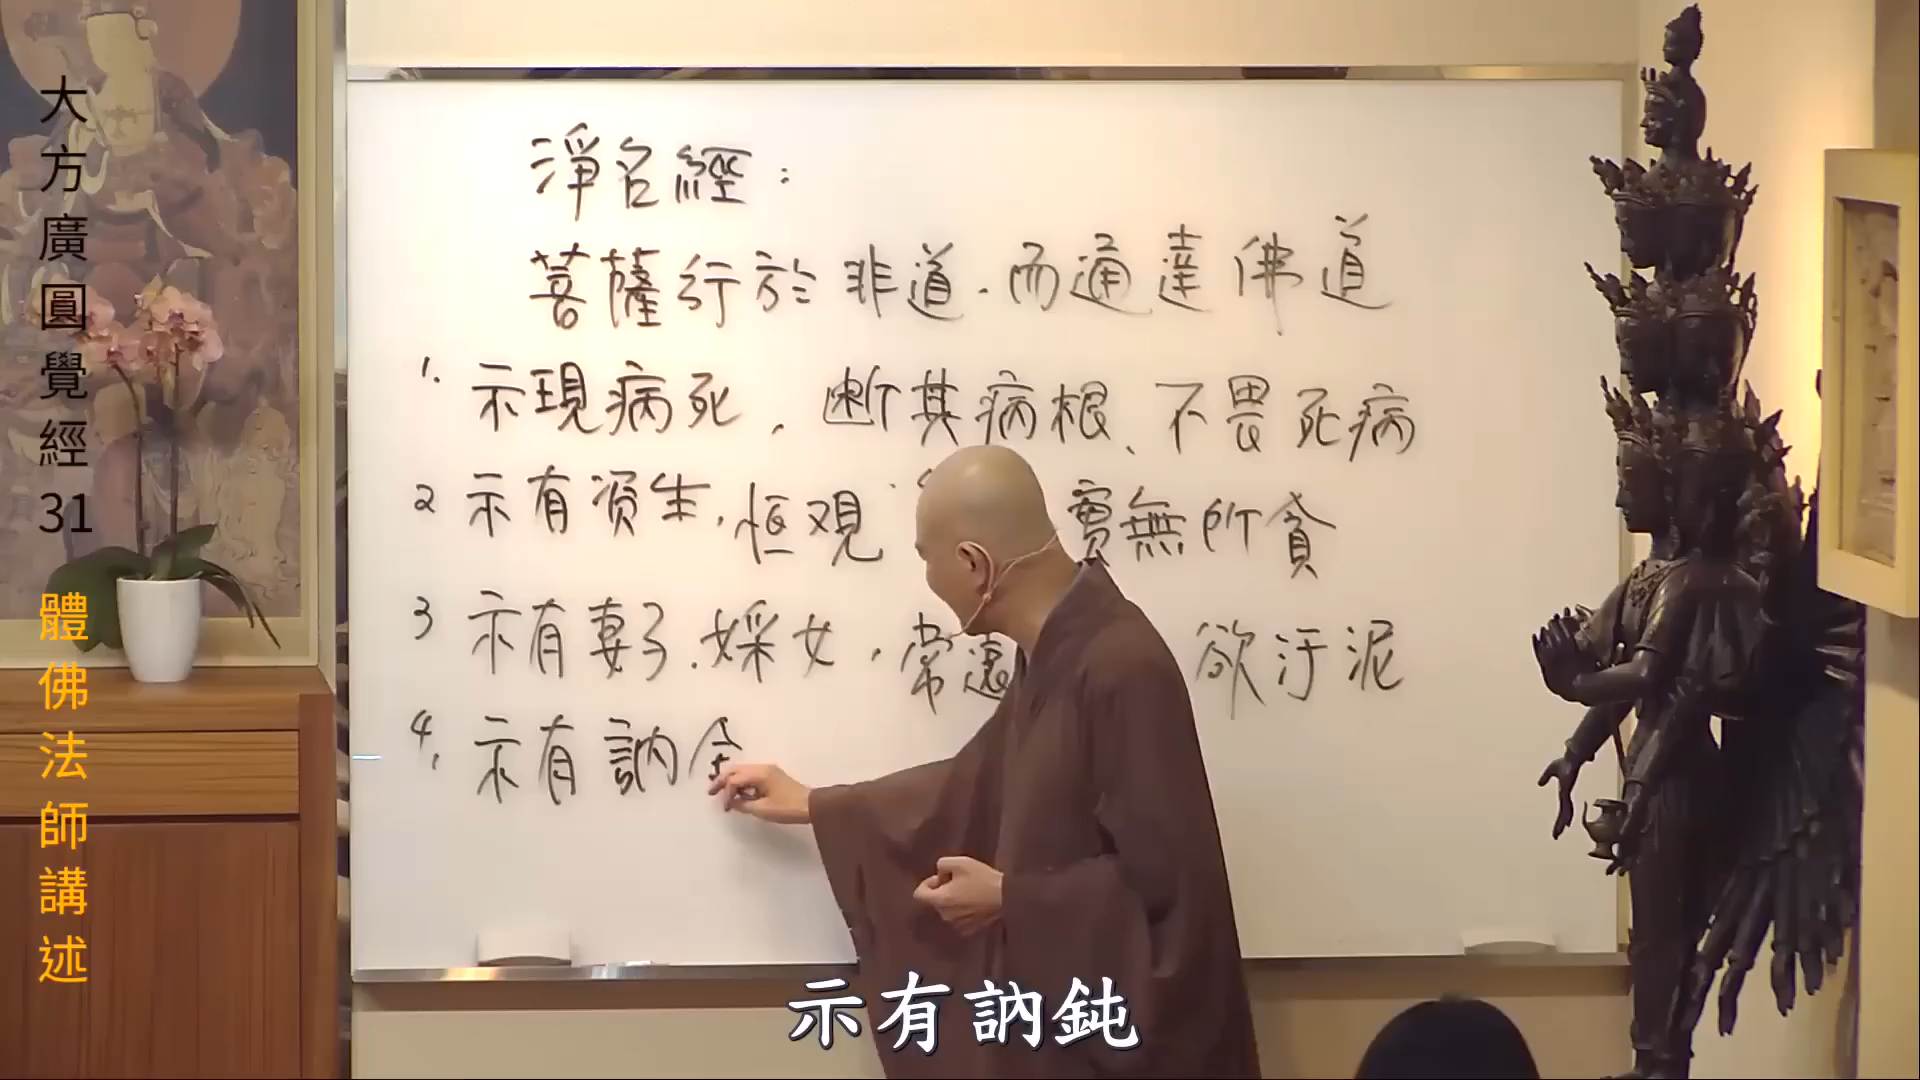 大方廣圓覺經31 體佛法師講述
淨名經：
菩薩行於非道．而通達佛道
1. 示現病死，斷其病根、不畏死病
2 示有資生，恒观 實無所貪
3 示有妻子．婇女，常遠 欲汙泥
4. 示有訥
示有訥鈍